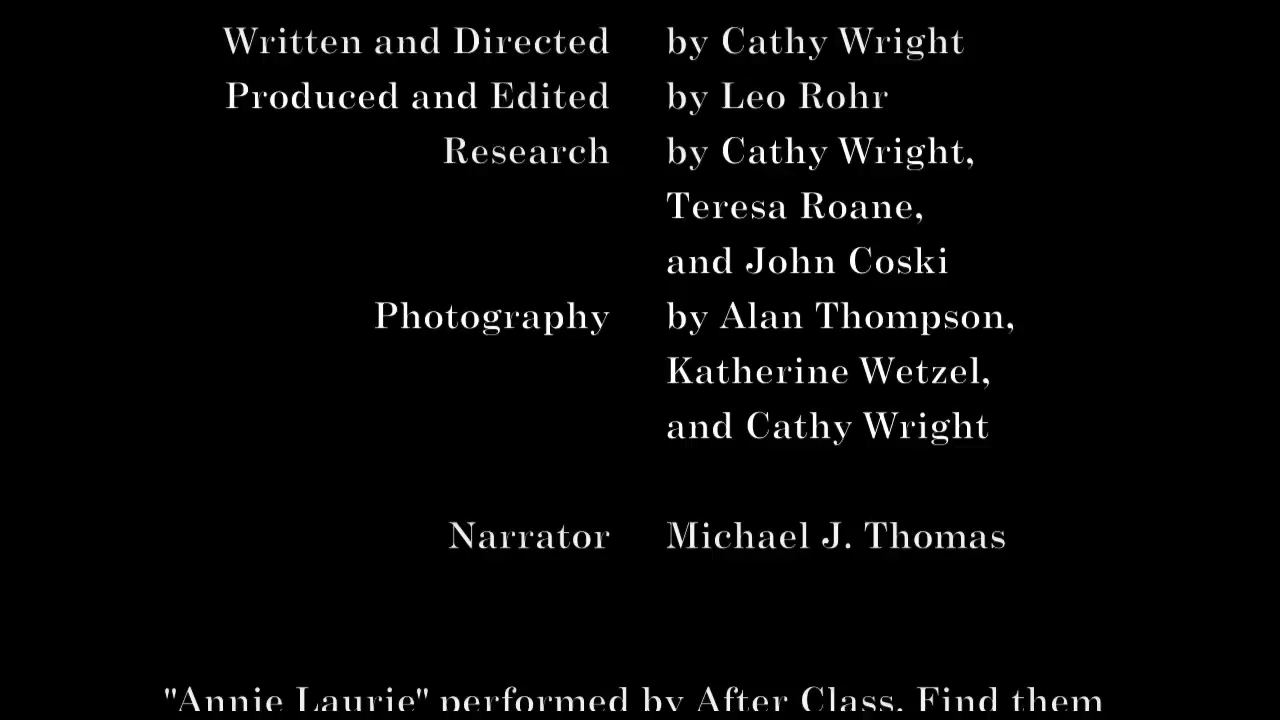 Written and Directed by Cathy Wright
Produced and Edited by Leo Rohr
Research by Cathy Wright,
Teresa Roane,
and John Coski
Photography by Alan Thompson,
Katherine Wetzel,
and Cathy Wright
Narrator Michael J. Thomas
"Annie Laurie" performed by After Class. Find them